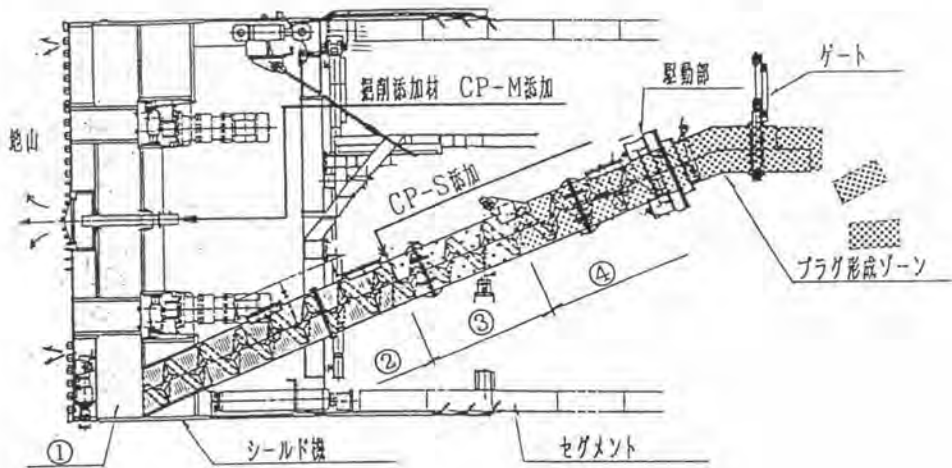 ゲート
駆動部
掘削添加材 CP-M添加
地山
CP-S添加
プラグ形成ゾーン
④
③
②
①
シールド機
セグメント